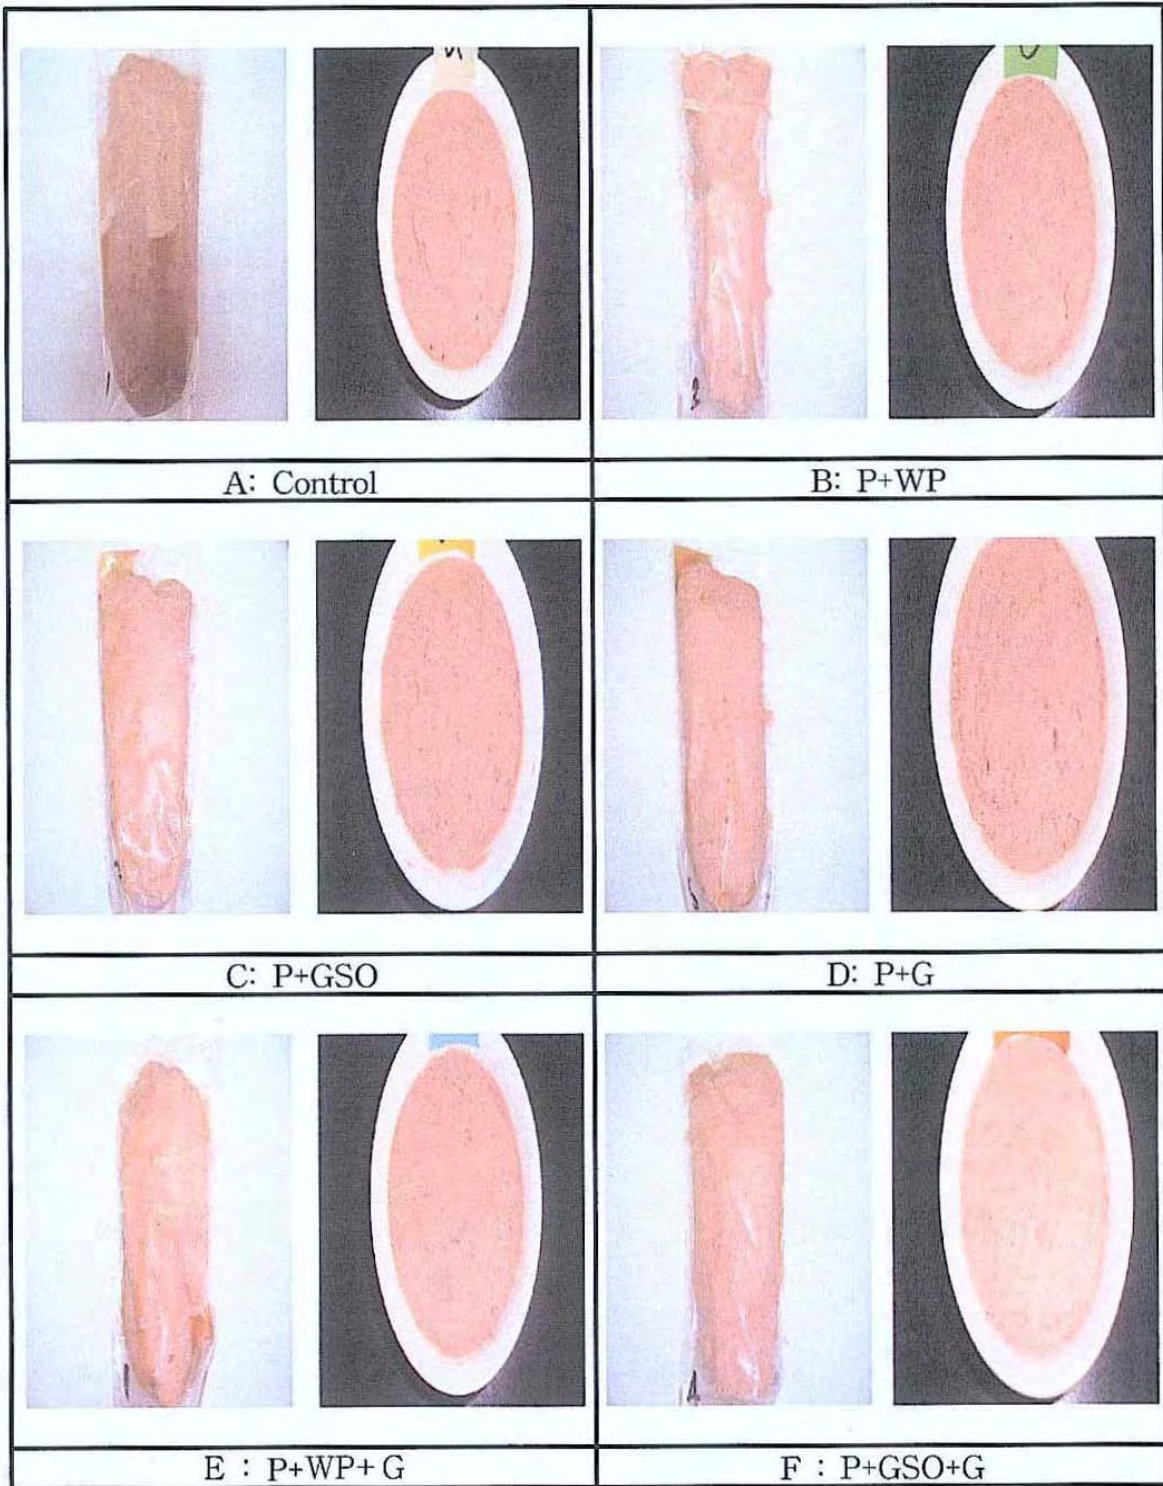 A: Control
B: P+WP
C: P+GSO
D: P+G
E : P+WP+G
F : P+GSO+G